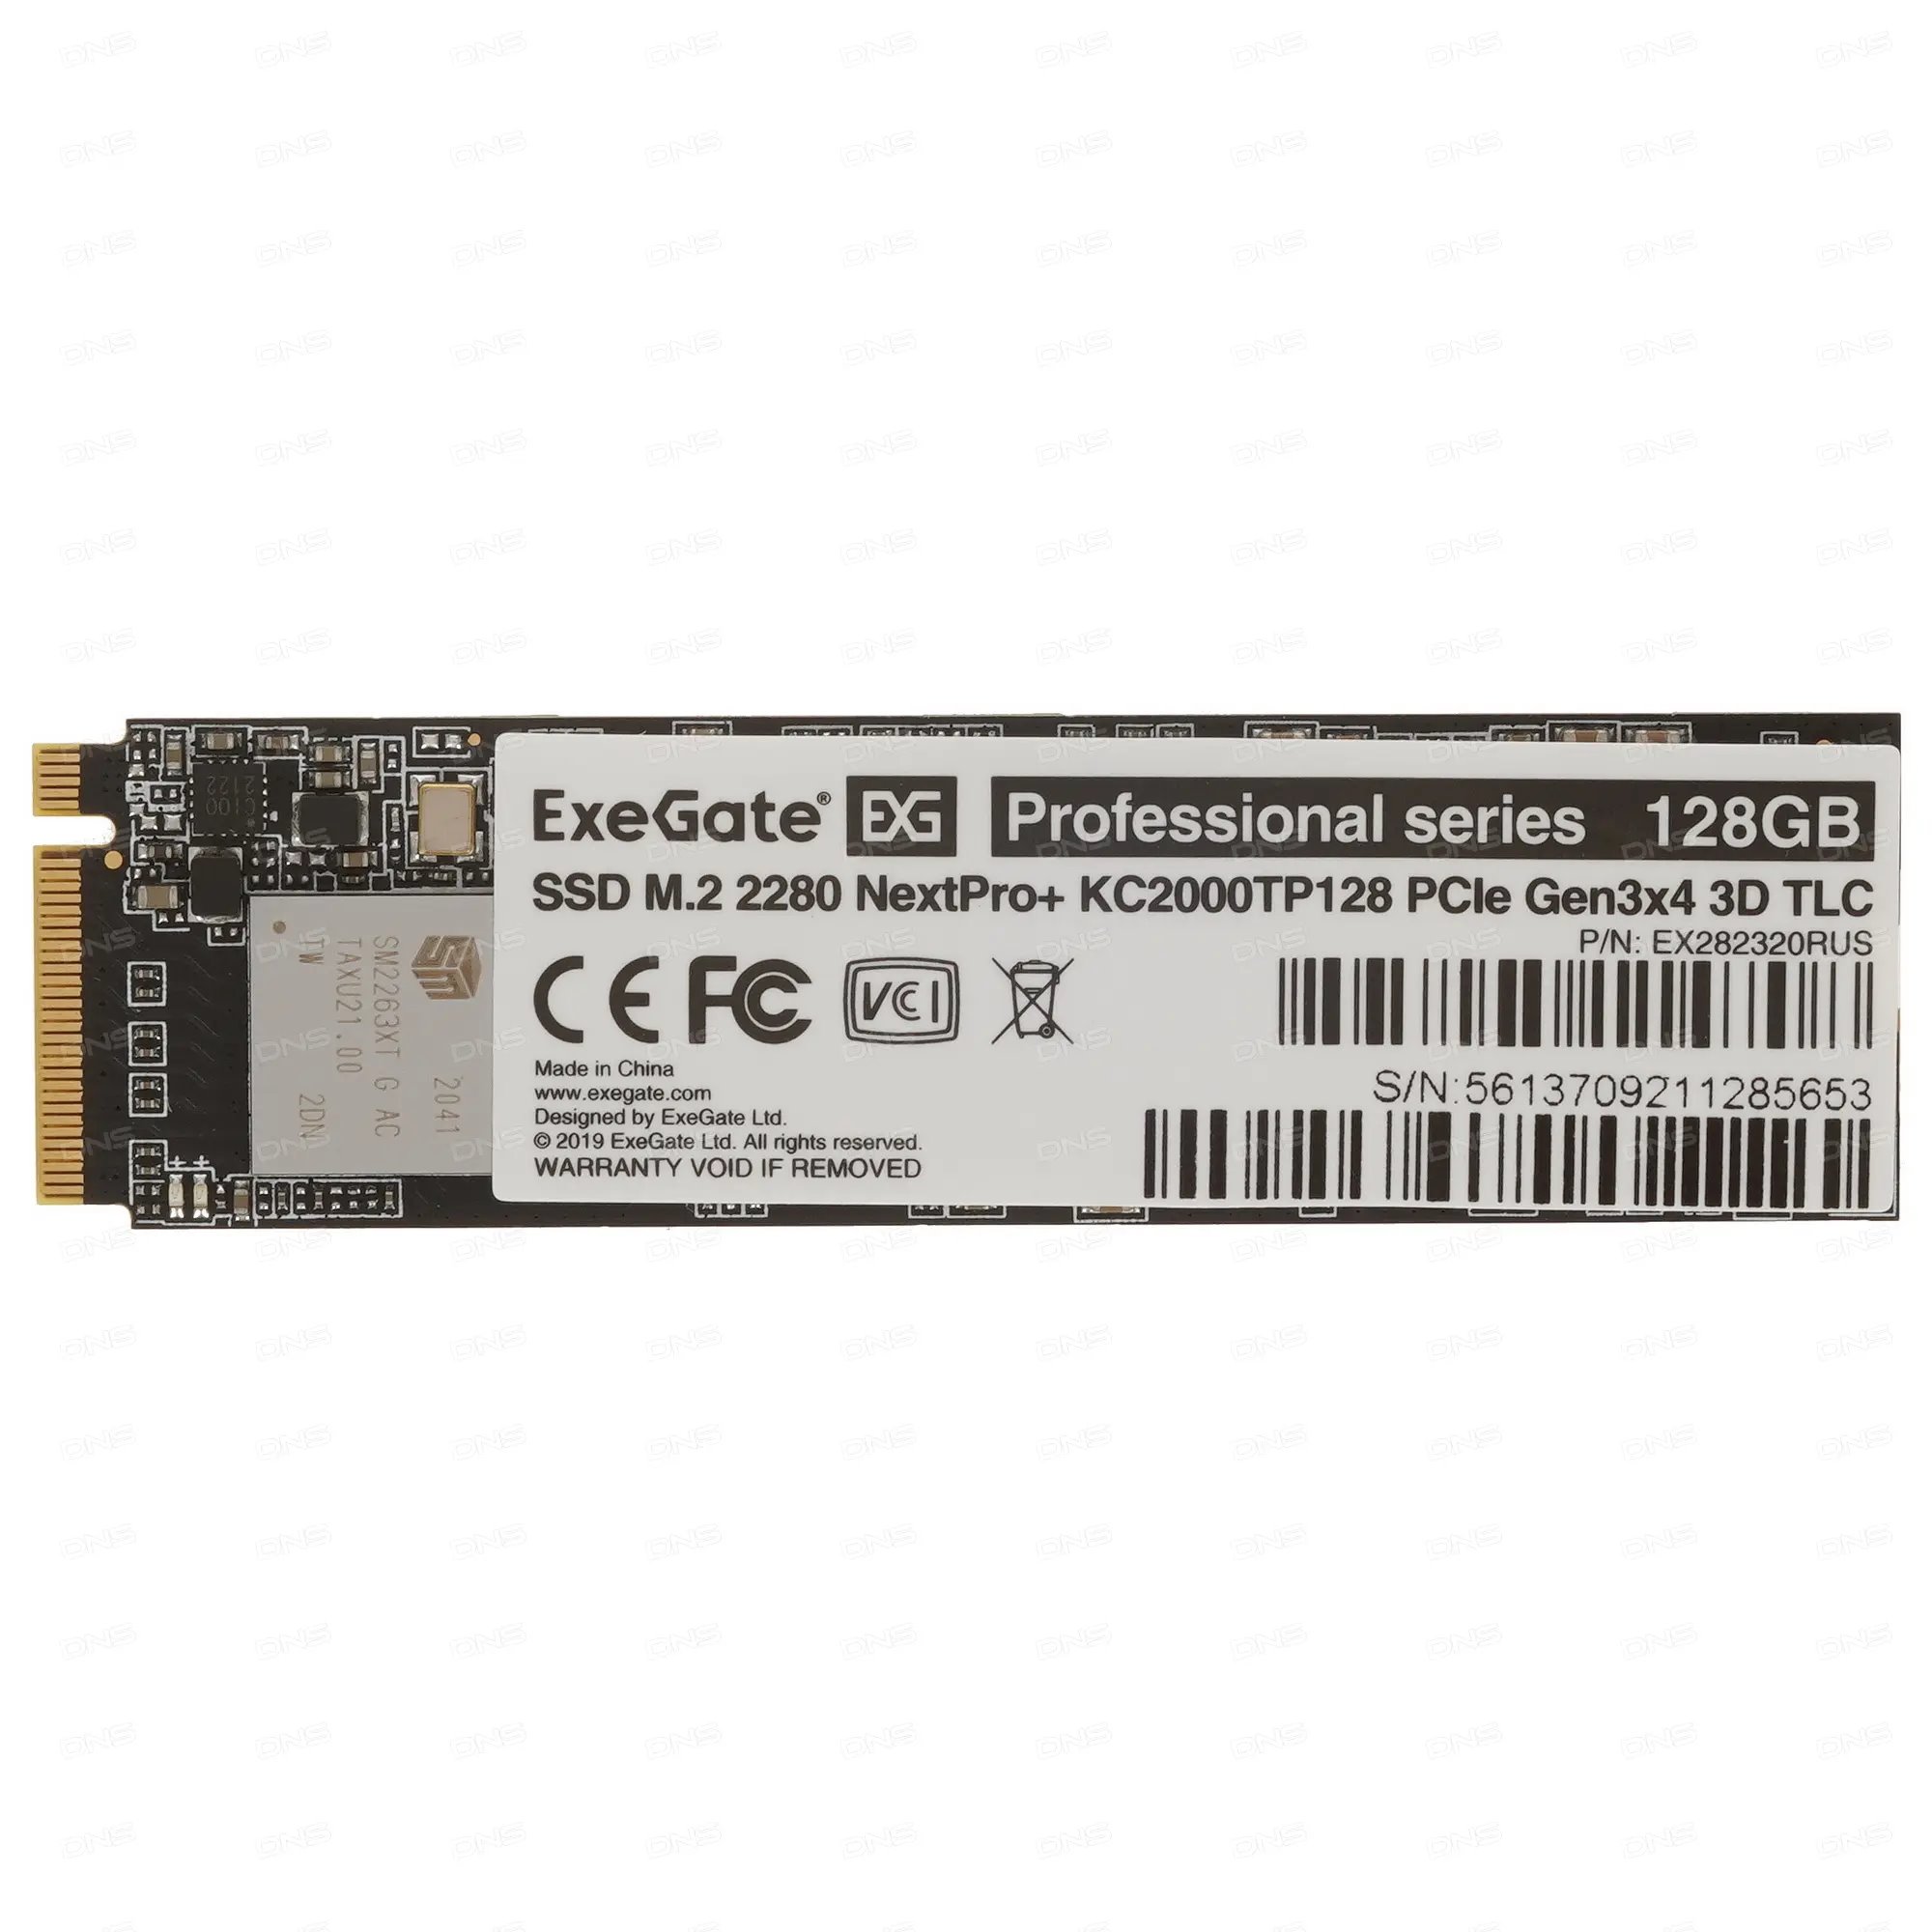 ExeGate® EXG Professional series 128GB
SSD M.2 2280 NextPro+ KC2000TP128 PCIe Gen3x4 3D TLC
P/N: EX282320RUS
CE FC VCI
S/N:5613709211285653
Made in China
www.exegate.com
Designed by ExeGate Ltd.
© 2019 ExeGate Ltd. All rights reserved.
WARRANTY VOID IF REMOVED
SM2263XT G AC
TAXU21.00
TW 2DN
2041
2122
C100
DNS